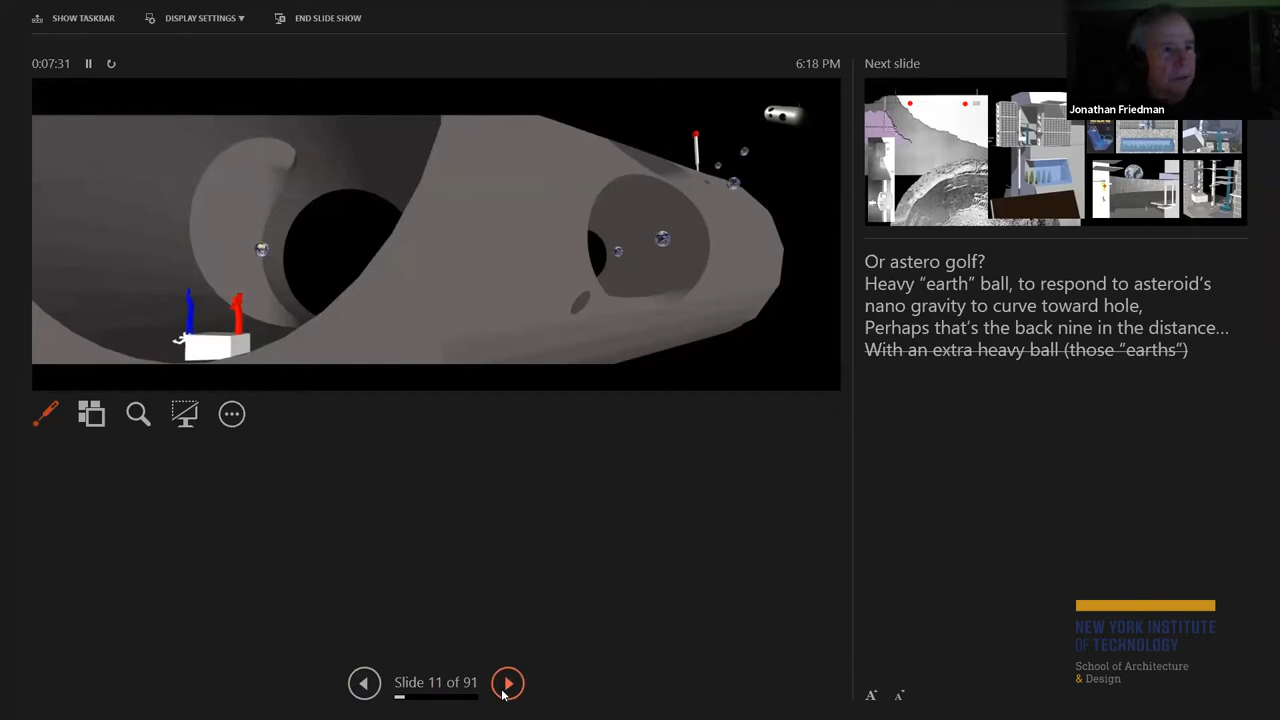 SHOW TASKBAR
DISPLAY SETTINGS ▼
END SLIDE SHOW
0:07:31
6:18 PM
Next slide
Jonathan Friedman
Or astero golf?
Heavy “earth” ball, to respond to asteroid’s
nano gravity to curve toward hole,
Perhaps that’s the back nine in the distance...
With an extra heavy ball (those “earths”)
Slide 11 of 91
NEW YORK INSTITUTE
OF TECHNOLOGY
School of Architecture
& Design
A A